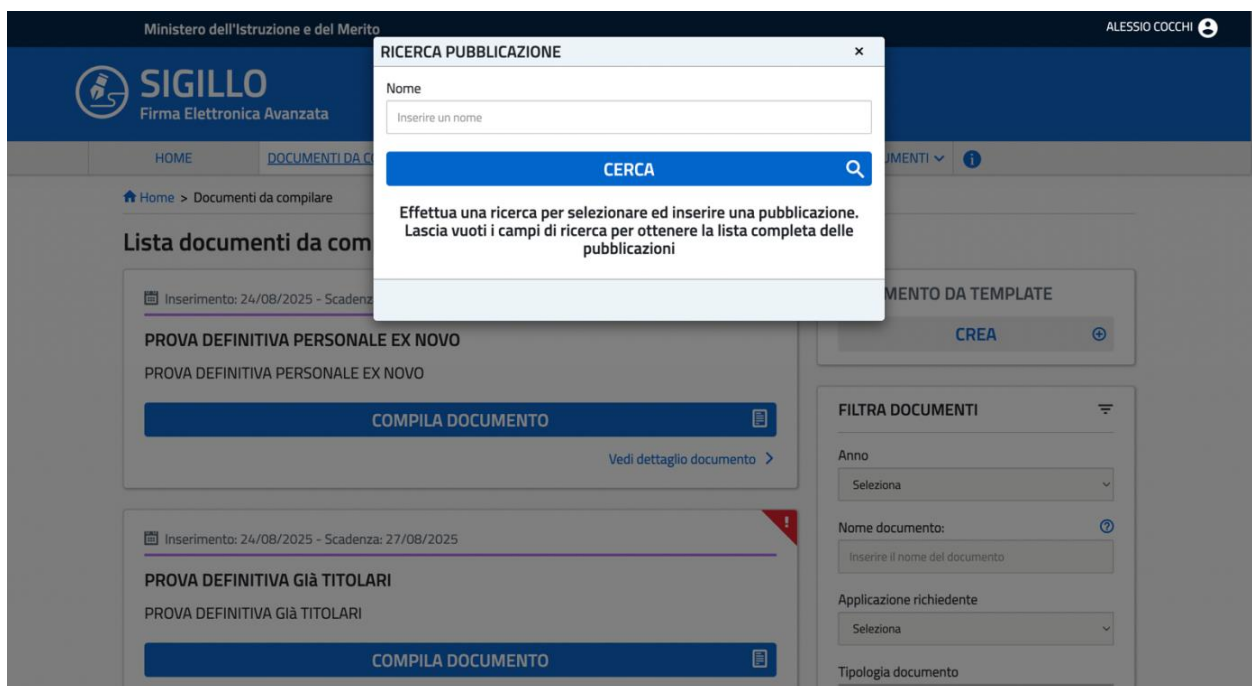 Ministero dell'Istruzione e del Merito
ALESSIO COCCHI
SIGILLO
Firma Elettronica Avanzata
RICERCA PUBBLICAZIONE ×
Nome
Inserire un nome
CERCA
Effettua una ricerca per selezionare ed inserire una pubblicazione.
Lascia vuoti i campi di ricerca per ottenere la lista completa delle
pubblicazioni
HOME
DOCUMENTI DA
Home > Documenti da compilare
Lista documenti da com
Inserimento: 24/08/2025 - Scadenz
PROVA DEFINITIVA PERSONALE EX NOVO
PROVA DEFINITIVA PERSONALE EX NOVO
COMPILA DOCUMENTO
Vedi dettaglio documento >
Inserimento: 24/08/2025 - Scadenza: 27/08/2025
!
PROVA DEFINITIVA Già TITOLARI
PROVA DEFINITIVA Già TITOLARI
COMPILA DOCUMENTO
UMENTI
i
MENTO DA TEMPLATE
CREA
FILTRA DOCUMENTI
Anno
Seleziona
Nome documento: ?
Inserire il nome del documento
Applicazione richiedente
Seleziona
Tipologia documento